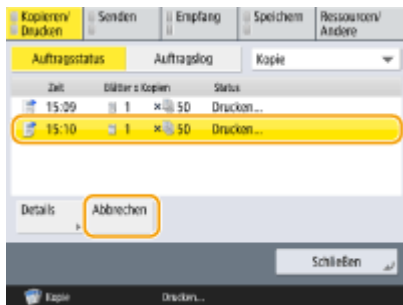 Kopieren/ Drucken Senden Empfang Speichern Ressourcen/ Andere
Auftragsstatus Auftragslog Kopie
Zeit Blätter x Kopien Status
15:09 1 × 50 Drucken...
15:10 1 × 50 Drucken...
Details Abbrechen
Schließen
Kopie Drucken...